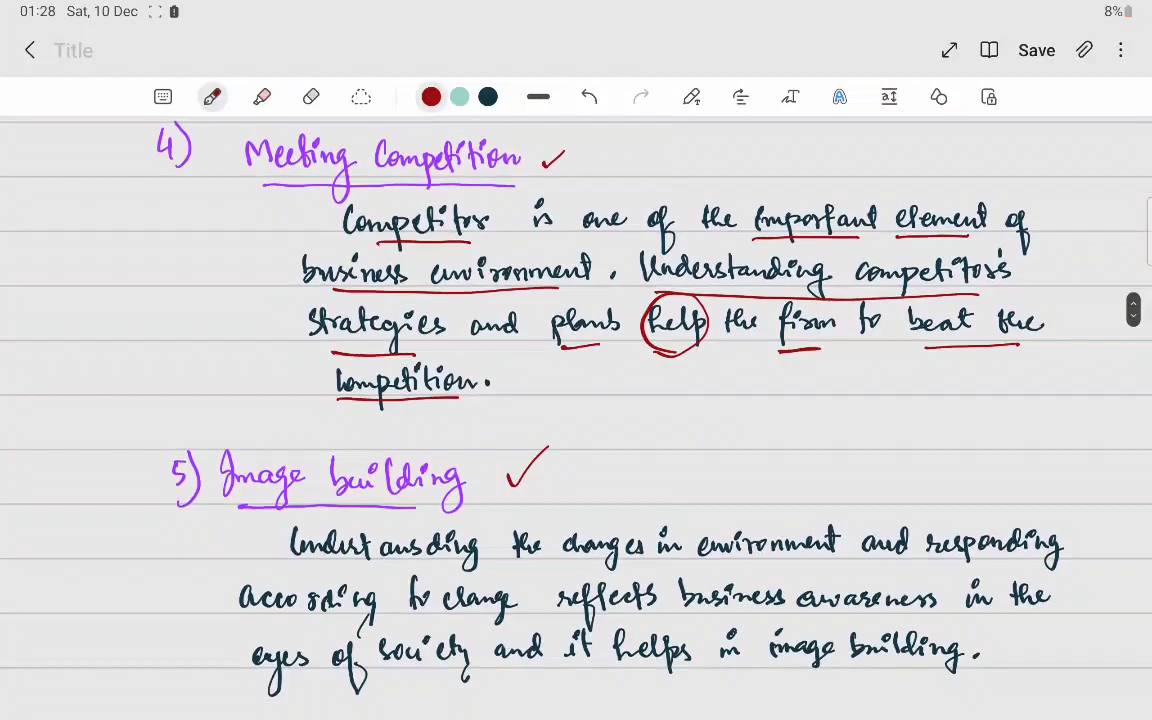 01:28 Sat, 10 Dec
8%
Title
Save
4) Meeting Competition
Competitor is one of the important element of
business environment. Understanding competitor's
strategies and plans help the firm to beat the
competition.
5) Image building
Understansding the changes in environment and responding
according to change reflects business awareness in the
eyes of society and it helps in image building.